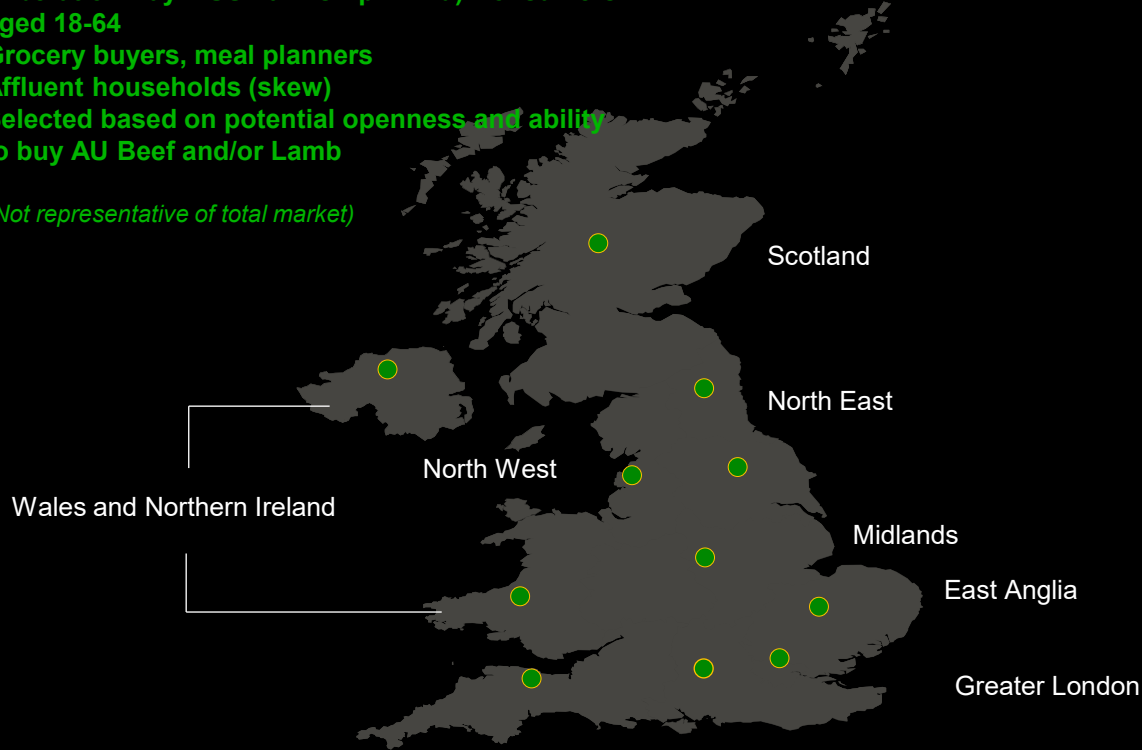 ged 18-64
Grocery buyers, meal planners
Affluent households (skew)
Selected based on potential openness and ability
to buy AU Beef and/or Lamb
Not representative of total market)
Scotland
North East
North West
Wales and Northern Ireland
Midlands
East Anglia
Greater London